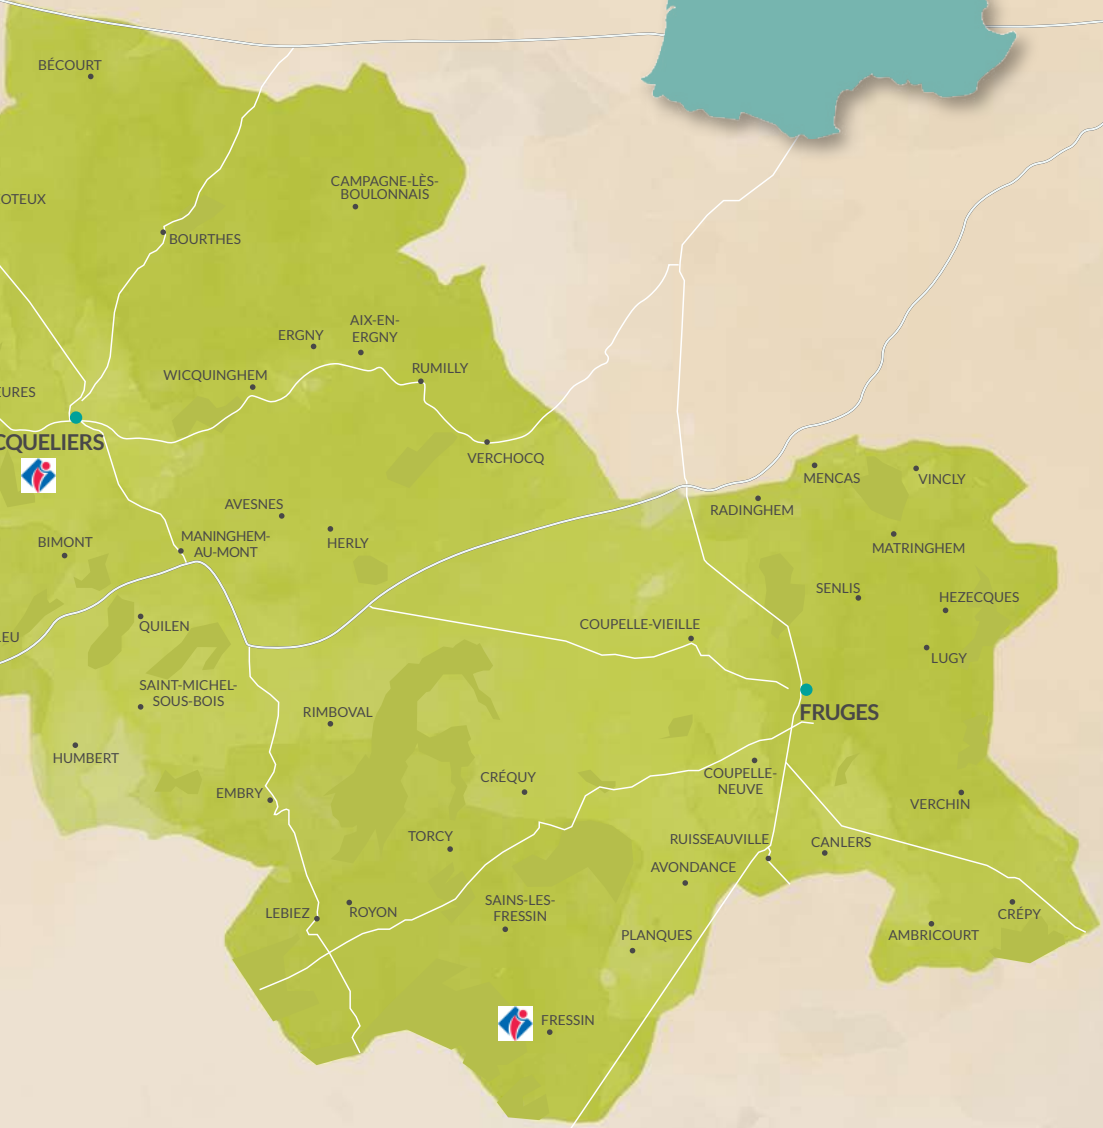 BÉCOURT
CAMPAGNE-LÈS-
BOULONNAIS
OTEUX
BOURTHES
AIX-EN-
ERGNY
ERGNY
RUMILLY
WICQUINGHEM
EURES
CQUELIERS
VERCHOCQ
MENCAS
VINCLY
RADINGHEM
AVESNES
MANINGHEM-
AU-MONT
HERLY
BIMONT
MATRINGHEM
SENLIS
HEZECQUES
QUILEN
COUPELLE-VIEILLE
LEU
LUGY
SAINT-MICHEL-
SOUS-BOIS
RIMBOVAL
FRUGES
HUMBERT
CRÉQUY
COUPELLE-
NEUVE
EMBRY
VERCHIN
TORCY
RUISSEAUVILLE
CANLERS
AVONDANCE
LEBIEZ
ROYON
SAINS-LES-
FRESSIN
CRÉPY
PLANQUES
AMBRICOURT
FRESSIN